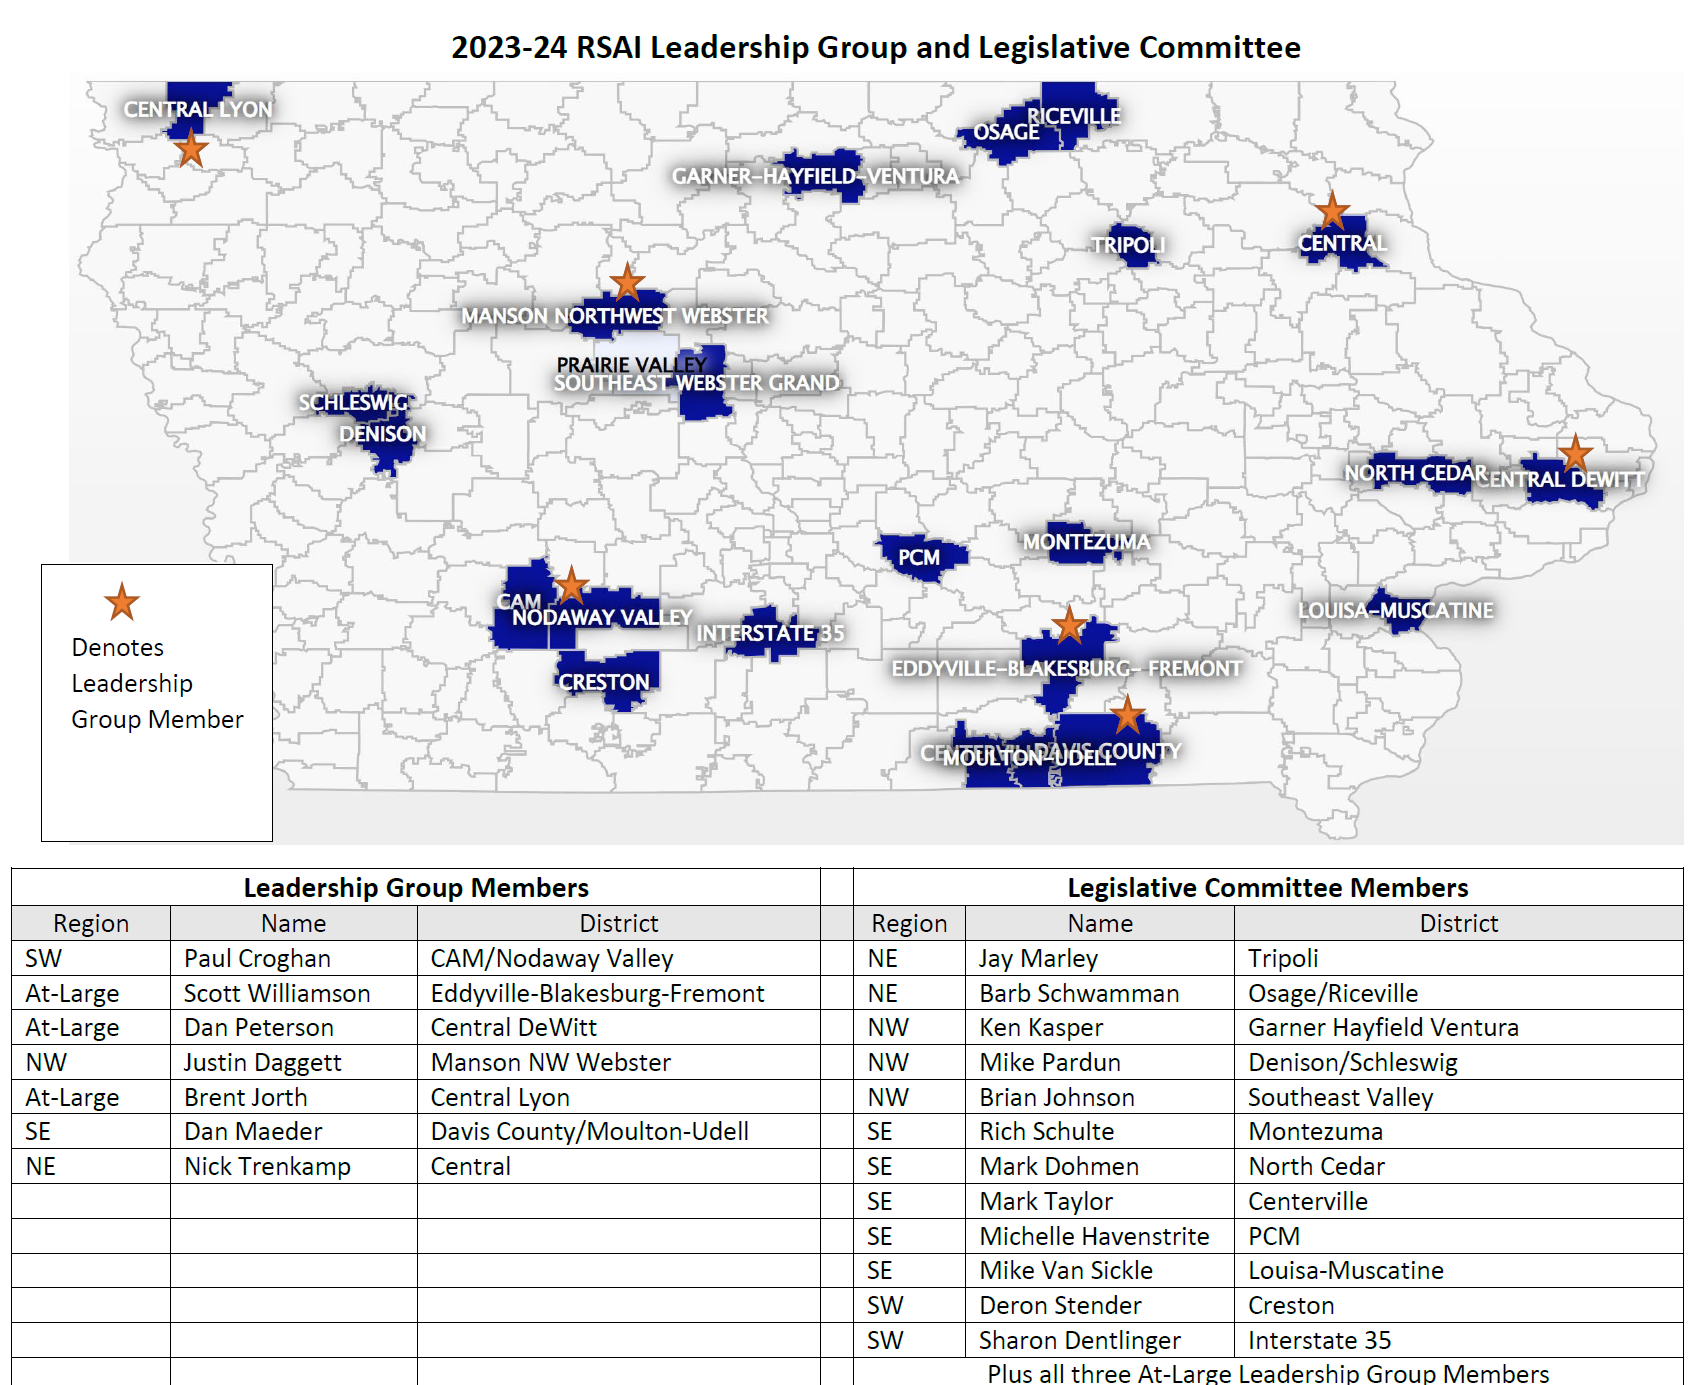 2023-24 RSAI Leadership Group and Legislative Committee
CENTRAL LYON
RICEVILLE
OSAGE
GARNER-HAYFIELD-VENTURA
TRIPOLI
CENTRAL
MANSON NORTHWEST WEBSTER
PRAIRIE VALLEY
SOUTHEAST WEBSTER GRAND
SCHLESWIG
DENISON
NORTH CEDAR
CENTRAL DEWITT
MONTEZUMA
PCM
CAM
NODAWAY VALLEY
LOUISA-MUSCATINE
INTERSTATE 35
EDDYVILLE-BLAKESBURG- FREMONT
CRESTON
CENTERVILLE
DAVIS COUNTY
MOULTON-UDELL
Denotes
Leadership
Group Member
Leadership Group Members
Region Name District
SW Paul Croghan CAM/Nodaway Valley
At-Large Scott Williamson Eddyville-Blakesburg-Fremont
At-Large Dan Peterson Central DeWitt
NW Justin Daggett Manson NW Webster
At-Large Brent Jorth Central Lyon
SE Dan Maeder Davis County/Moulton-Udell
NE Nick Trenkamp Central
Legislative Committee Members
Region Name District
NE Jay Marley Tripoli
NE Barb Schwamman Osage/Riceville
NW Ken Kasper Garner Hayfield Ventura
NW Mike Pardun Denison/Schleswig
NW Brian Johnson Southeast Valley
SE Rich Schulte Montezuma
SE Mark Dohmen North Cedar
SE Mark Taylor Centerville
SE Michelle Havenstrite PCM
SE Mike Van Sickle Louisa-Muscatine
SW Deron Stender Creston
SW Sharon Dentlinger Interstate 35
Plus all three At-Large Leadership Group Members